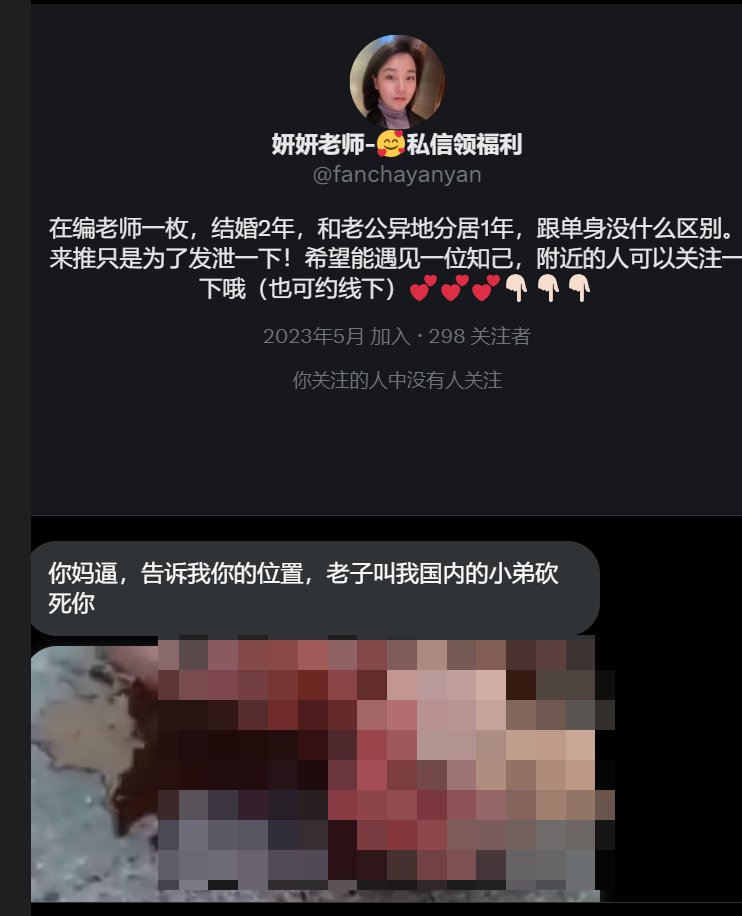 妍妍老师-🥰私信领福利
@fanchayanyan
在编老师一枚，结婚2年，和老公异地分居1年，跟单身没什么区别。
来推只是为了发泄一下！希望能遇见一位知己，附近的人可以关注一
下哦（也可约线下）💕💕💕👇🏻👇🏻👇🏻
2023年5月 加入 · 298 关注者
你关注的人中没有人关注
你妈逼，告诉我你的位置，老子叫我国内的小弟砍
死你